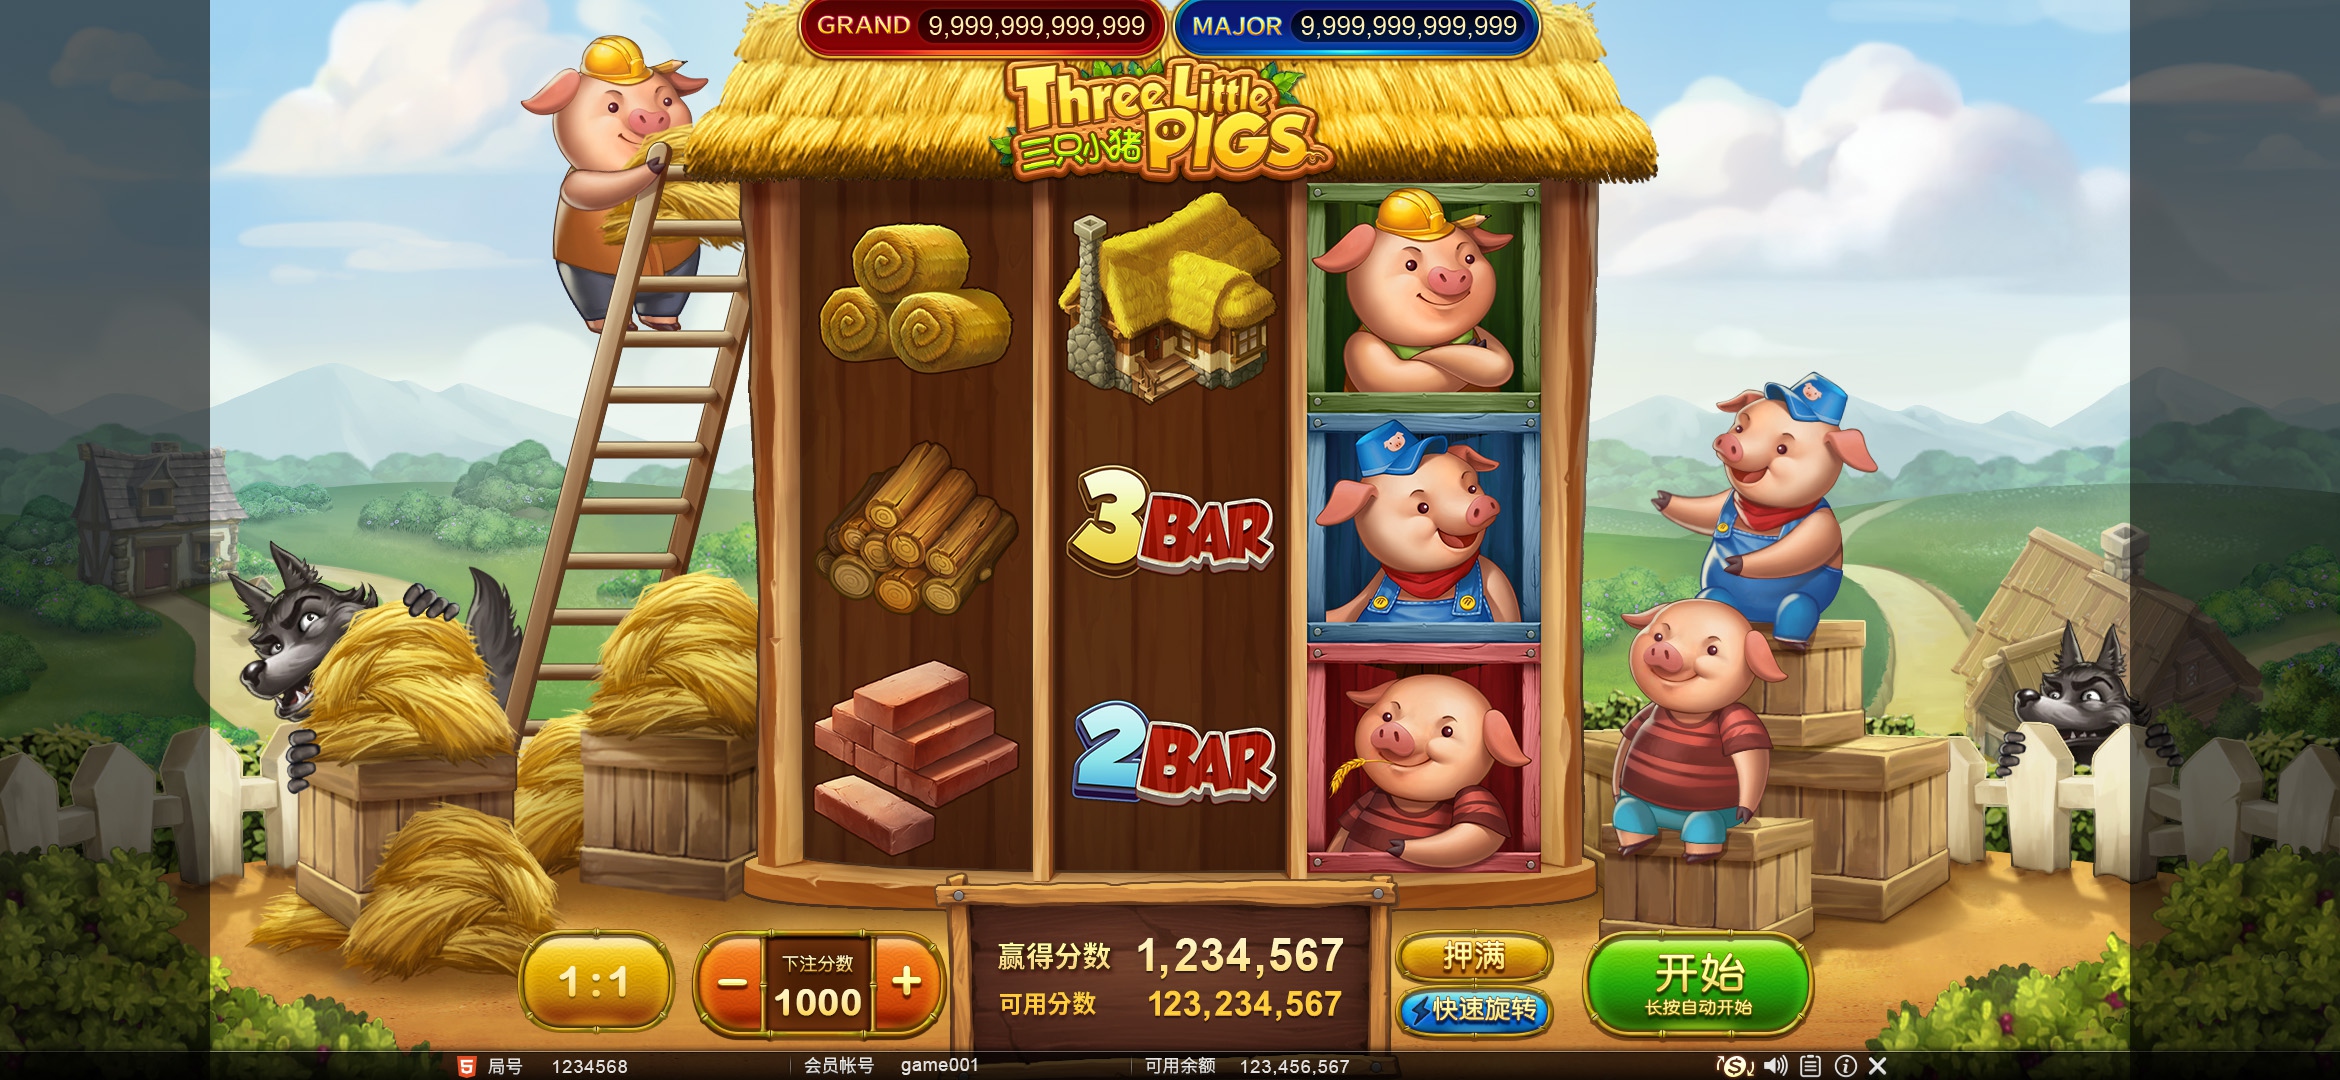 GRAND 9,999,999,999,999
MAJOR 9,999,999,999,999
Three Little
三只小猪 PIGS
3BAR
2BAR
1:1
下注分数
1000
赢得分数 1,234,567
可用分数 123,234,567
押满
快速旋转
开始
长按自动开始
局号 1234568 会员帐号 game001 可用余额 123,456,567